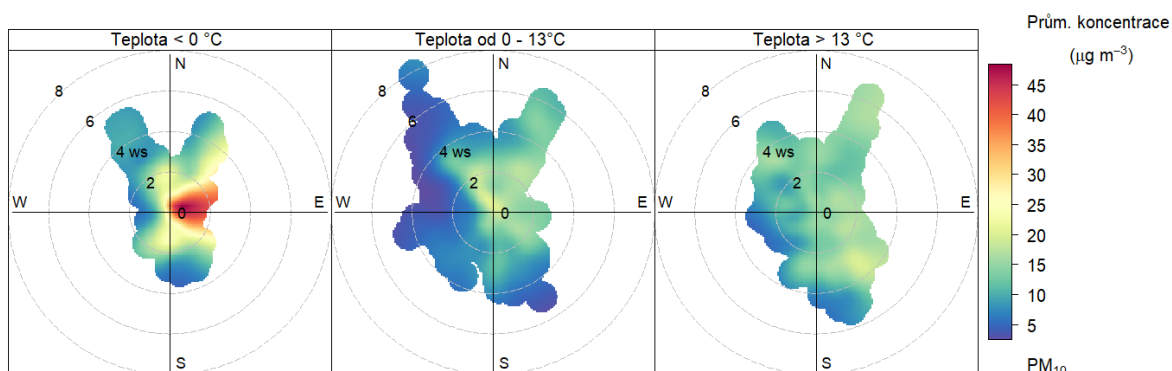 Teplota < 0 °C
Teplota od 0 - 13°C
Teplota > 13 °C
Prům. koncentrace
(µg m⁻³)
N
8
6
4 ws
2
0
W
E
S
N
8
6
4 ws
2
0
W
E
S
N
8
6
4 ws
2
0
W
E
S
45
40
35
30
25
20
15
10
5
PM₁₀